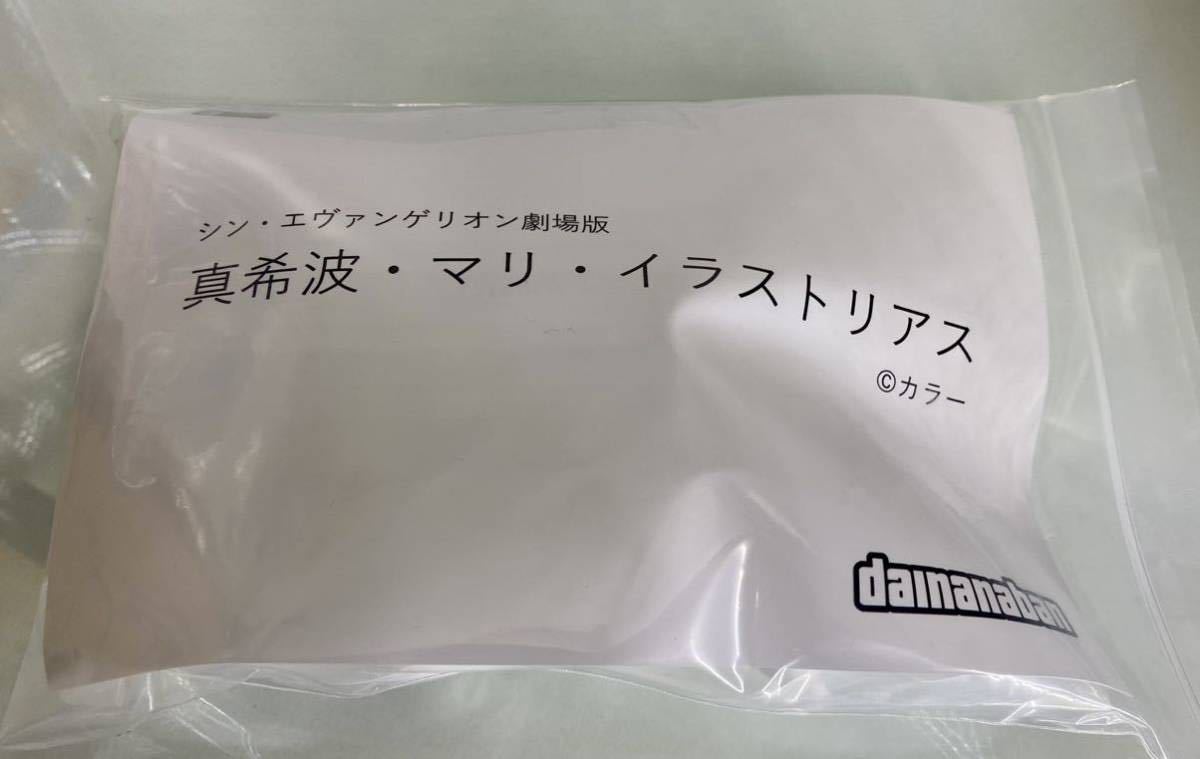 シン・エヴァンゲリオン劇場版
真希波・マリ・イラストリアス
©カラー
dainanaban